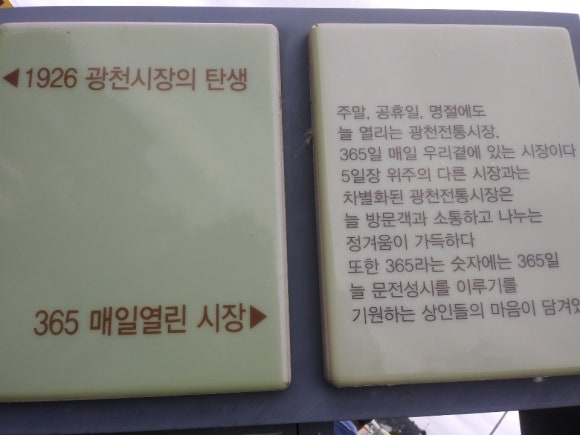 ◀1926 광천시장의 탄생
365 매일열린 시장▶
주말, 공휴일, 명절에도
늘 열리는 광천전통시장,
365일 매일 우리곁에 있는 시장이다
5일장 위주의 다른 시장과는
차별화된 광천전통시장은
늘 방문객과 소통하고 나누는
정겨움이 가득하다
또한 365라는 숫자에는 365일
늘 문전성시를 이루기를
기원하는 상인들의 마음이